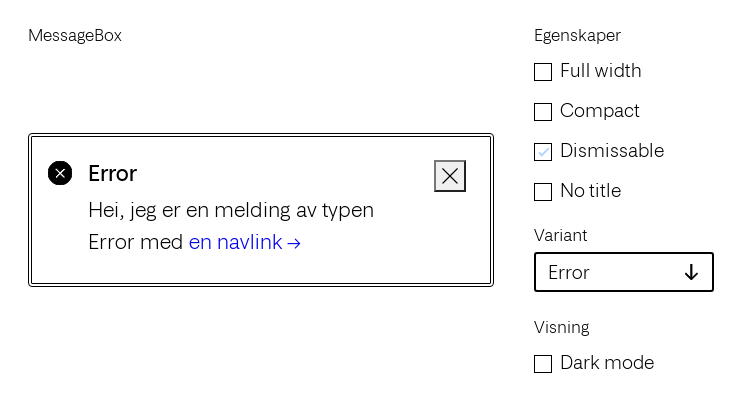 MessageBox
Error
Hei, jeg er en melding av typen
Error med en navlink →
Egenskaper
Full width
Compact
Dismissable
No title
Variant
Error
Visning
Dark mode